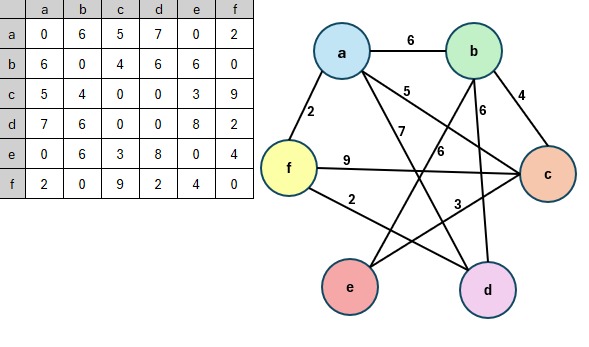 a b c d e f
a 0 6 5 7 0 2
b 6 0 4 6 6 0
c 5 4 0 0 3 9
d 7 6 0 0 8 2
e 0 6 3 8 0 4
f 2 0 9 2 4 0
6
a b
5 4
2 7 6
9 6
f c
2 3
e d